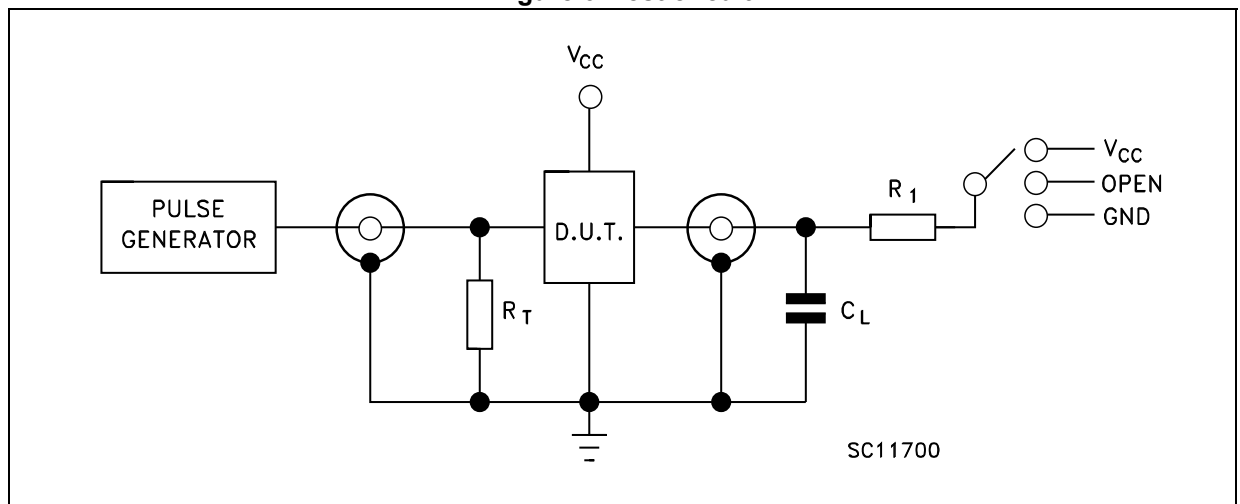 V_CC
PULSE
GENERATOR
D.U.T.
R_T
C_L
R_1
V_CC
OPEN
GND
SC11700